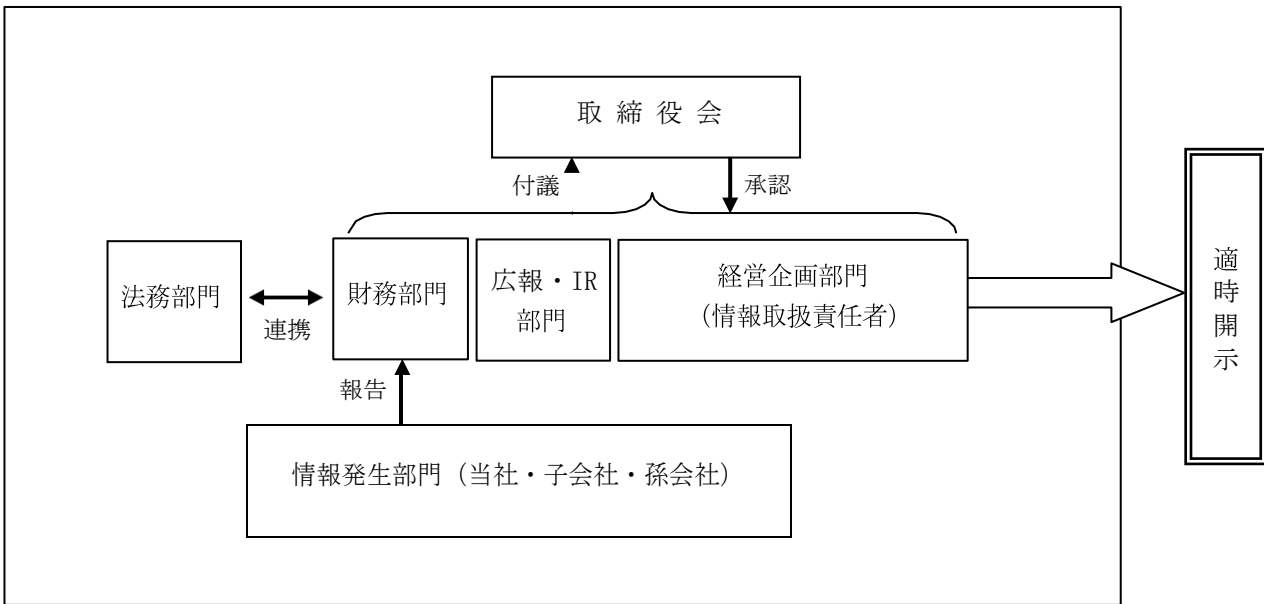 取 締 役 会
付議
承認
法務部門
連携
財務部門
広報・IR
部門
経営企画部門
(情報取扱責任者)
適時開示
報告
情報発生部門 (当社・子会社・孫会社)